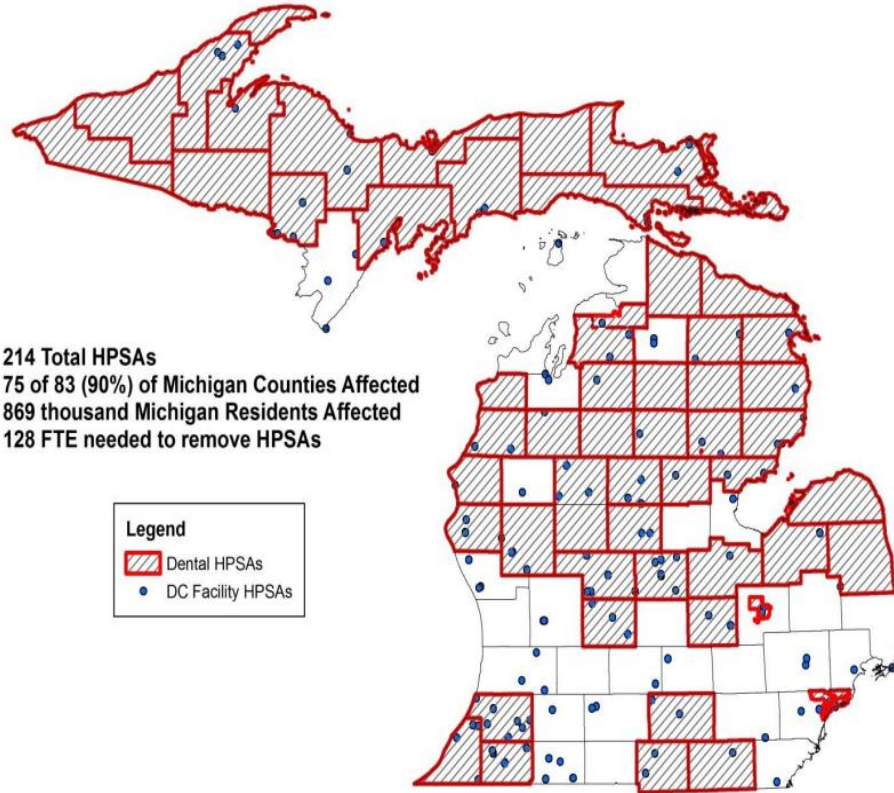 214 Total HPSAs
75 of 83 (90%) of Michigan Counties Affected
869 thousand Michigan Residents Affected
128 FTE needed to remove HPSAs
Legend
Dental HPSAs
DC Facility HPSAs